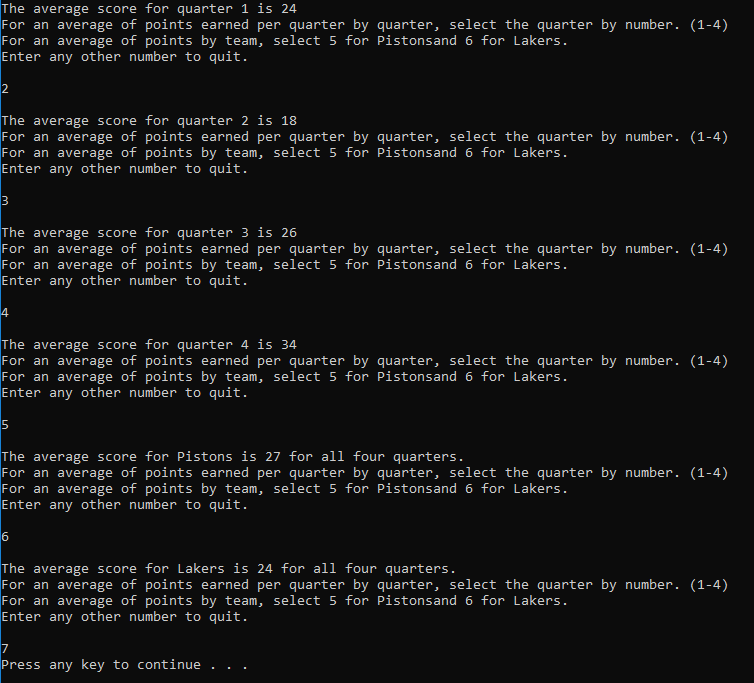 The average score for quarter 1 is 24
For an average of points earned per quarter by quarter, select the quarter by number. (1-4)
For an average of points by team, select 5 for Pistonsand 6 for Lakers.
Enter any other number to quit.
2
The average score for quarter 2 is 18
For an average of points earned per quarter by quarter, select the quarter by number. (1-4)
For an average of points by team, select 5 for Pistonsand 6 for Lakers.
Enter any other number to quit.
3
The average score for quarter 3 is 26
For an average of points earned per quarter by quarter, select the quarter by number. (1-4)
For an average of points by team, select 5 for Pistonsand 6 for Lakers.
Enter any other number to quit.
4
The average score for quarter 4 is 34
For an average of points earned per quarter by quarter, select the quarter by number. (1-4)
For an average of points by team, select 5 for Pistonsand 6 for Lakers.
Enter any other number to quit.
5
The average score for Pistons is 27 for all four quarters.
For an average of points earned per quarter by quarter, select the quarter by number. (1-4)
For an average of points by team, select 5 for Pistonsand 6 for Lakers.
Enter any other number to quit.
6
The average score for Lakers is 24 for all four quarters.
For an average of points earned per quarter by quarter, select the quarter by number. (1-4)
For an average of points by team, select 5 for Pistonsand 6 for Lakers.
Enter any other number to quit.
7
Press any key to continue . . .